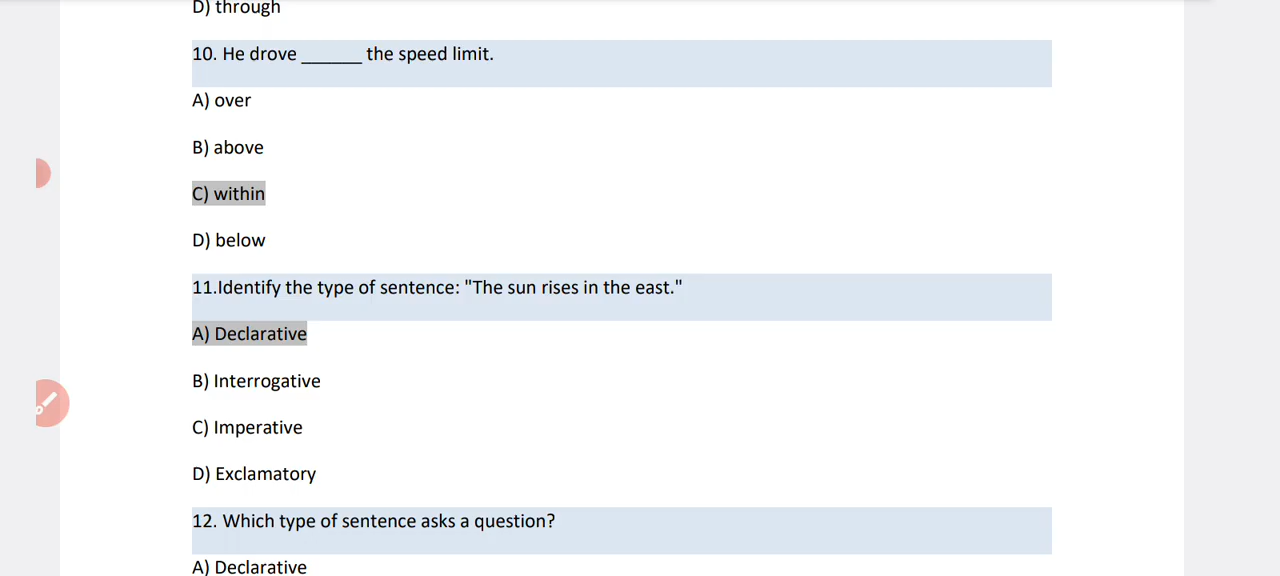 D) through
10. He drove ______ the speed limit.
A) over
B) above
C) within
D) below
11.Identify the type of sentence: "The sun rises in the east."
A) Declarative
B) Interrogative
C) Imperative
D) Exclamatory
12. Which type of sentence asks a question?
A) Declarative